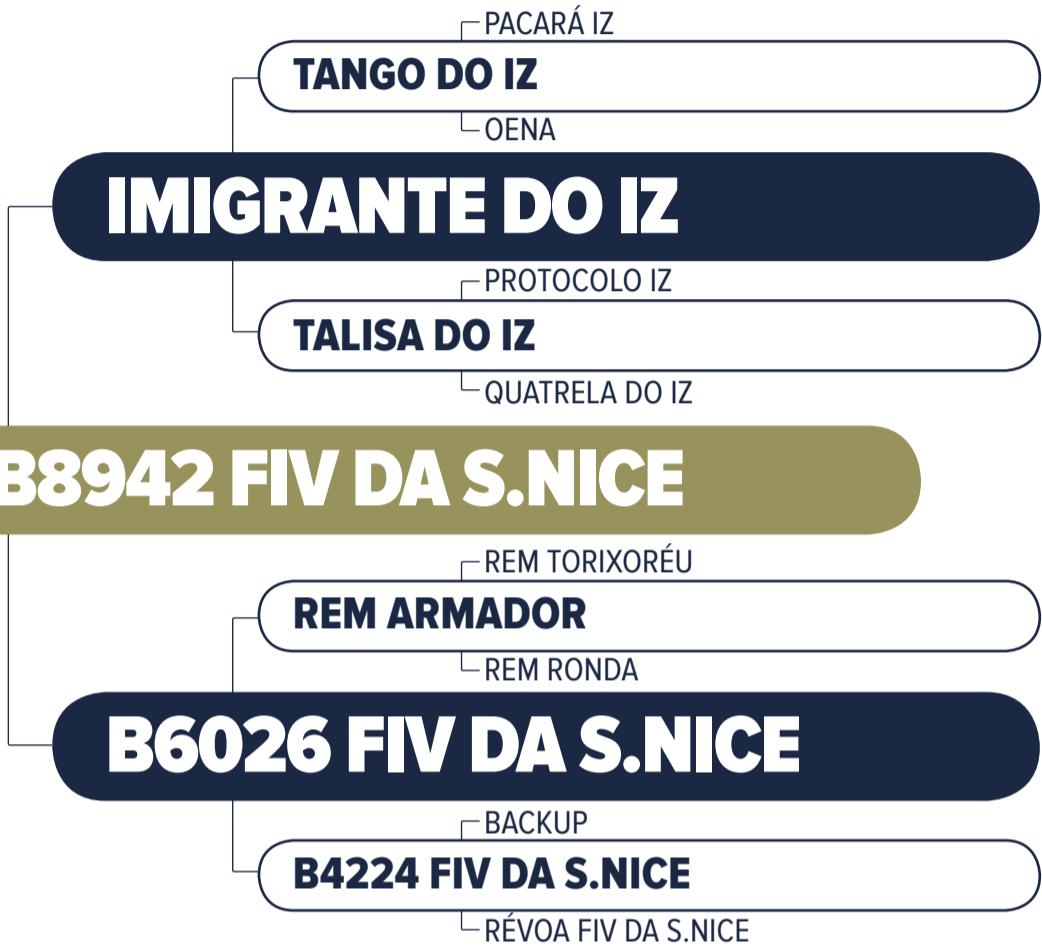 PACARÁ IZ
TANGO DO IZ
OENA
IMIGRANTE DO IZ
PROTOCOLO IZ
TALISA DO IZ
QUATRELA DO IZ
B8942 FIV DA S.NICE
REM TORIXORÉU
REM ARMADOR
REM RONDA
B6026 FIV DA S.NICE
BACKUP
B4224 FIV DA S.NICE
RÉVOA FIV DA S.NICE